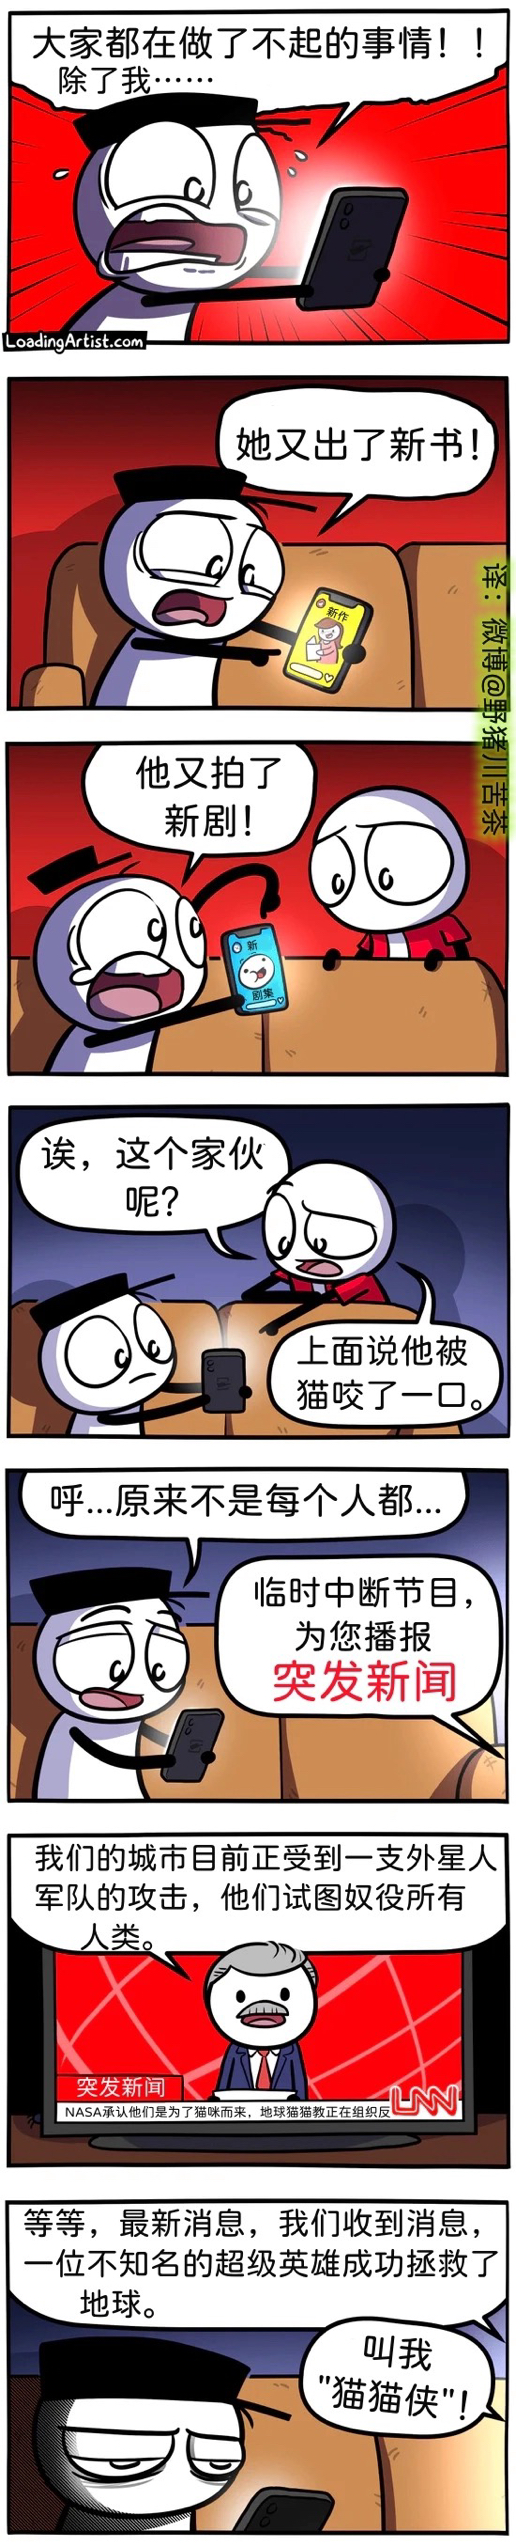 大家都在做了不起的事情！！
除了我……
LoadingArtist.com
她又出了新书！
新作
译：微博@野猪川苦茶
他又拍了
新剧！
新
剧集
诶，这个家伙
呢？
上面说他被
猫咬了一口。
呼...原来不是每个人都...
临时中断节目，
为您播报
突发新闻
我们的城市目前正受到一支外星人
军队的攻击，他们试图奴役所有
人类。
突发新闻
NASA承认他们是为了猫咪而来，地球猫猫教正在组织反
LNN
等等，最新消息，我们收到消息，
一位不知名的超级英雄成功拯救了
地球。
叫我
"猫猫侠"！